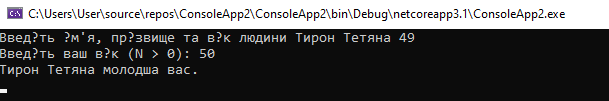 C:\Users\User\source\repos\ConsoleApp2\ConsoleApp2\bin\Debug\netcoreapp3.1\ConsoleApp2.exe
Введ?ть ?м'я, пр?звище та в?к людини Тирон Тетяна 49
Введ?ть ваш в?к (N > 0): 50
Тирон Тетяна молодша вас.